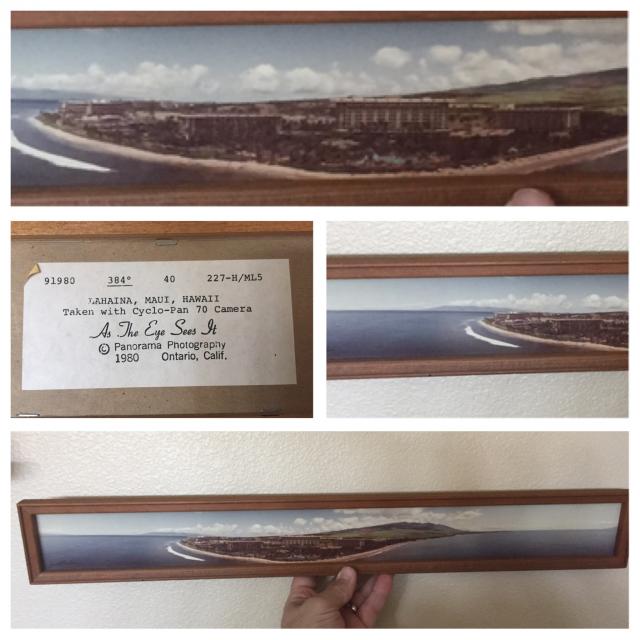 91980 384° 40 227-H/ML5
LAHAINA, MAUI, HAWAII
Taken with Cyclo-Pan 70 Camera
As The Eye Sees It
© Panorama Photography
1980 Ontario, Calif.